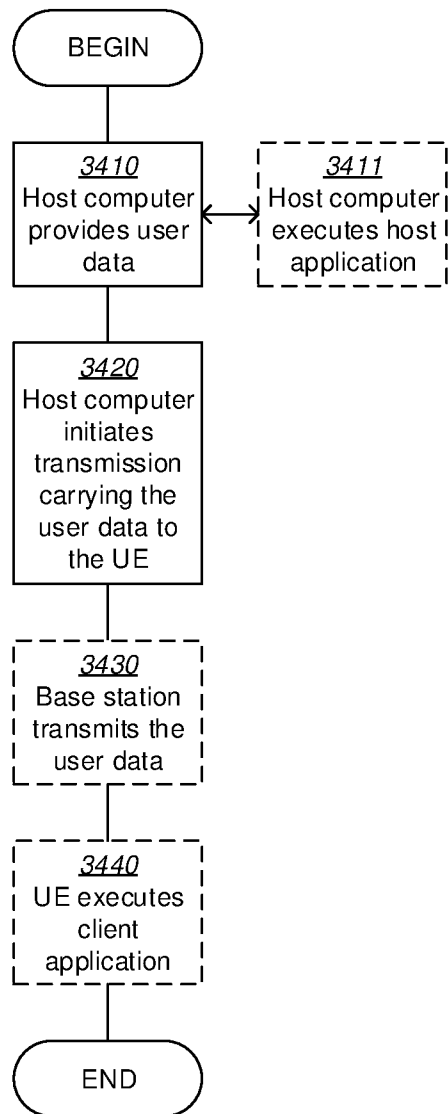 BEGIN
3410
Host computer
provides user
data
3411
Host computer
executes host
application
3420
Host computer
initiates
transmission
carrying the
user data to
the UE
3430
Base station
transmits the
user data
3440
UE executes
client
application
END